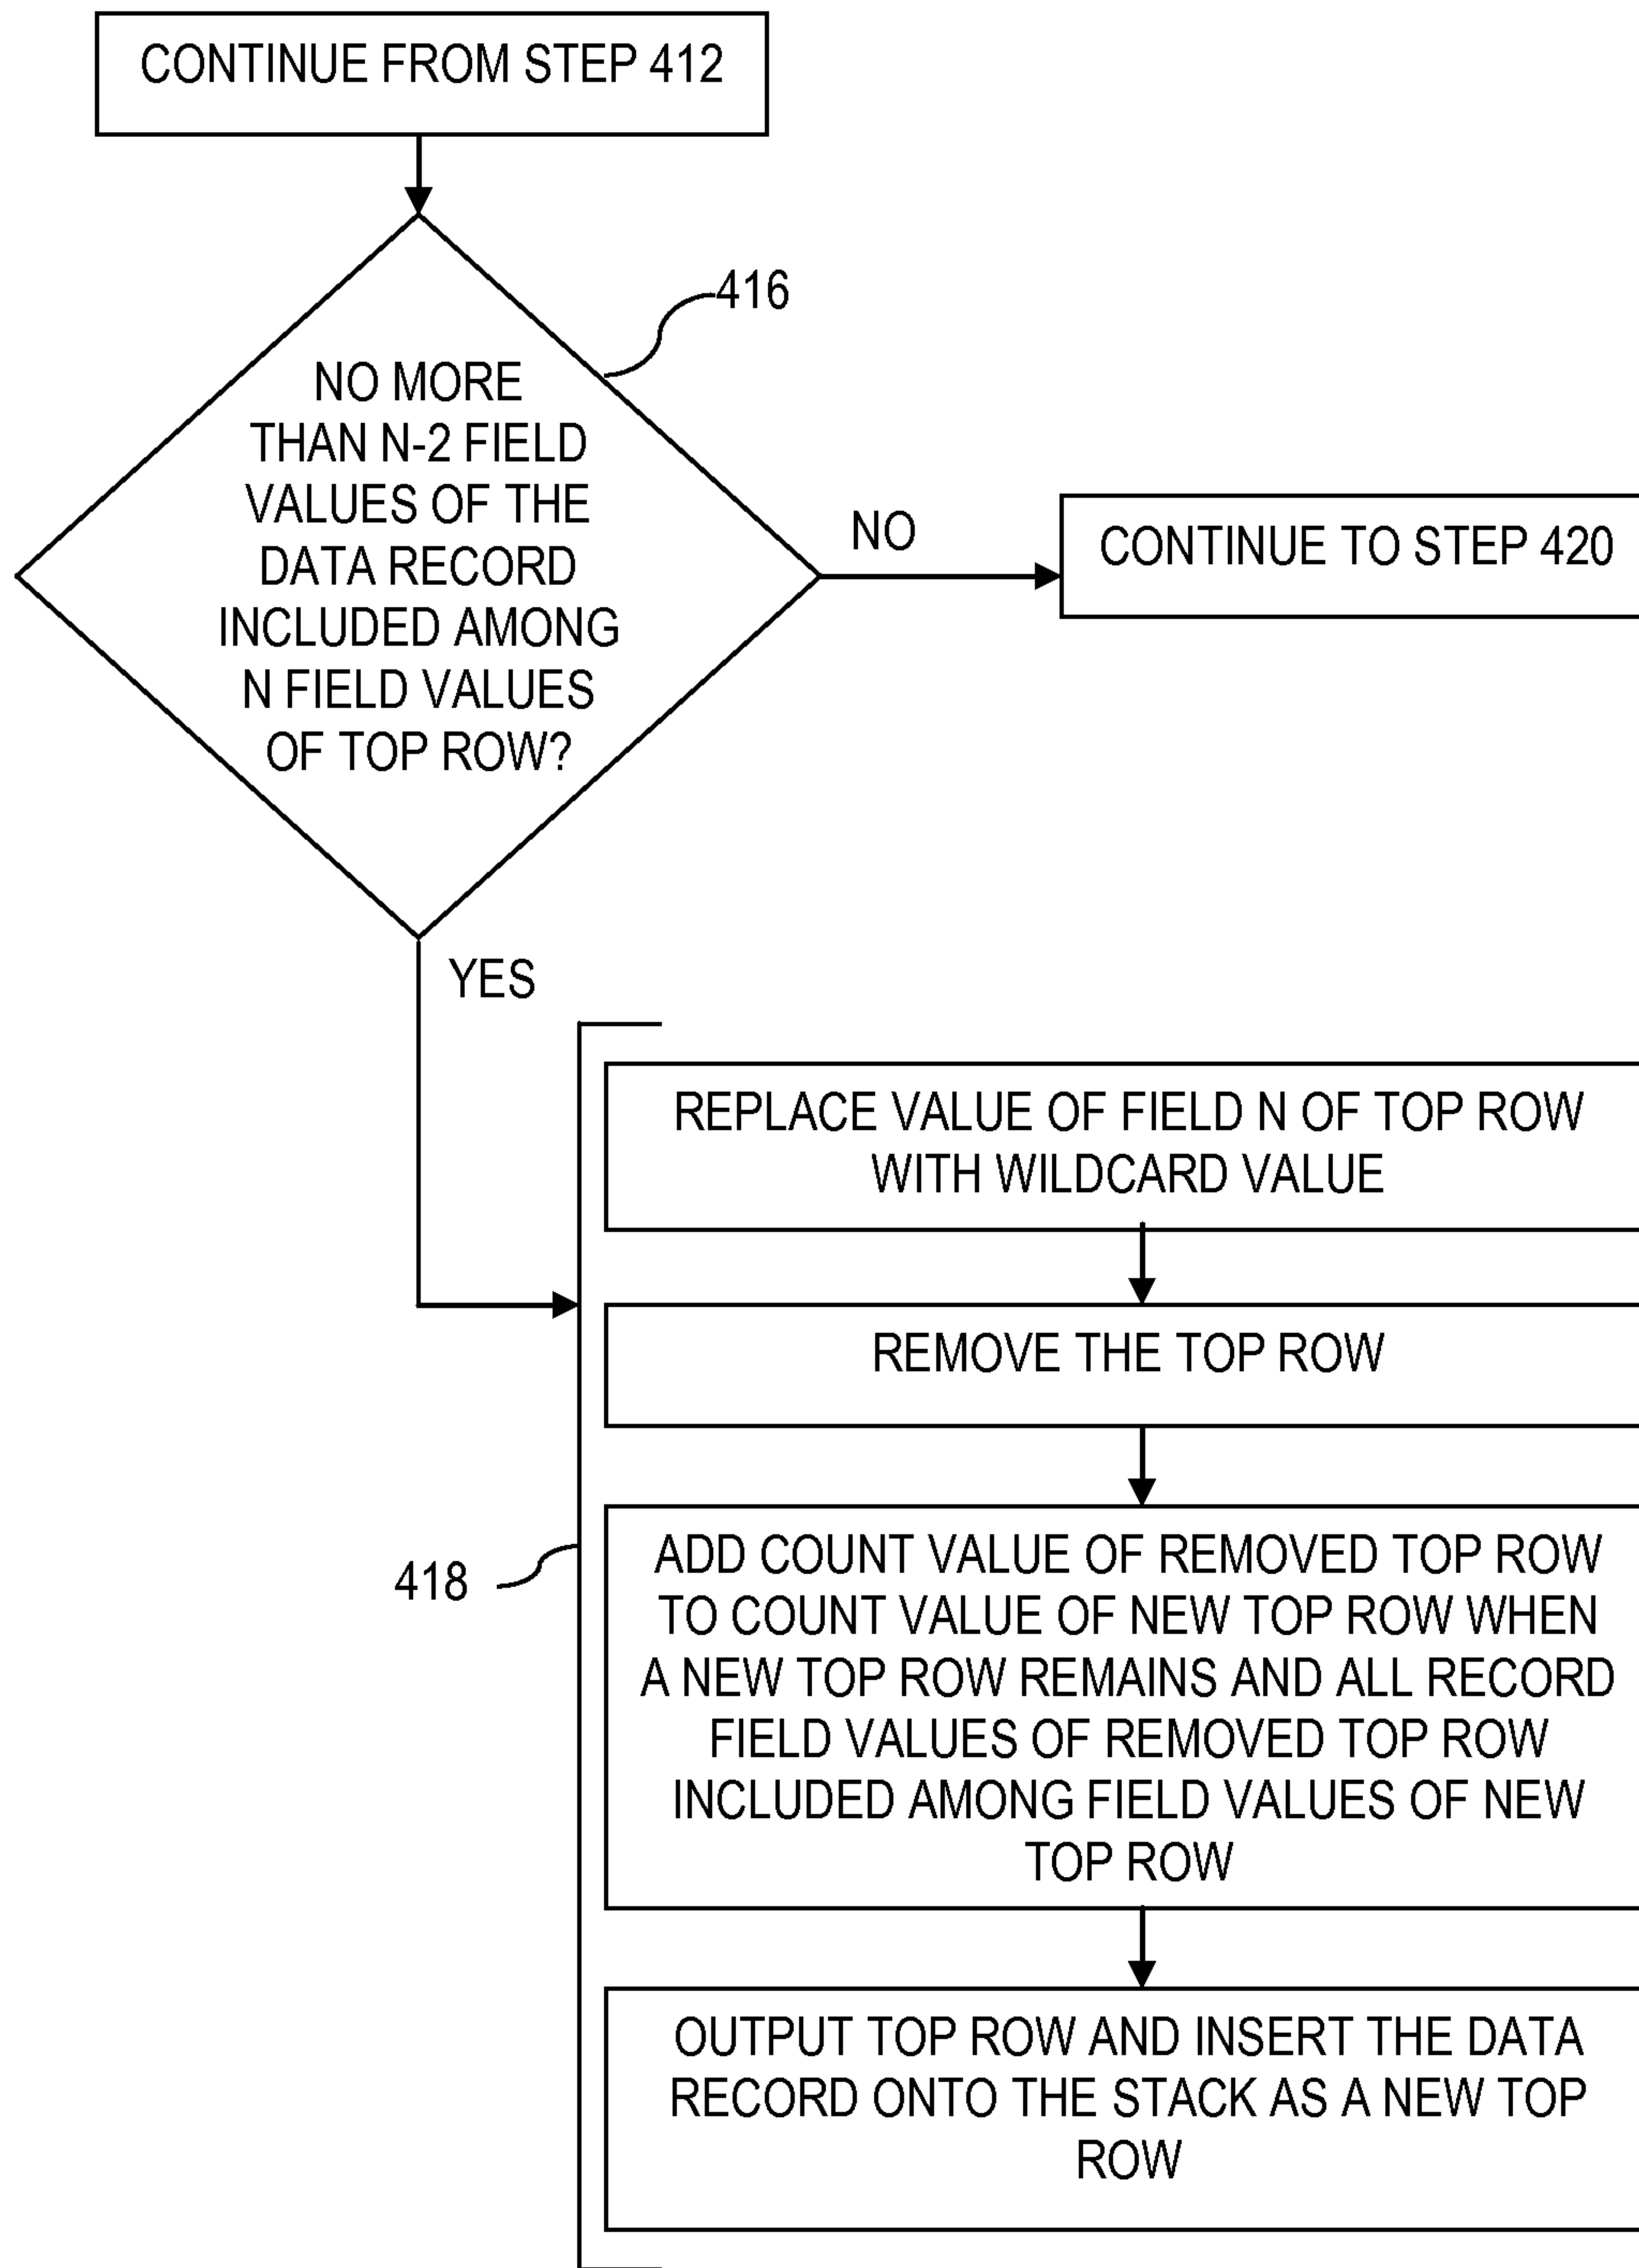 CONTINUE FROM STEP 412
416
NO MORE
THAN N-2 FIELD
VALUES OF THE
DATA RECORD
INCLUDED AMONG
N FIELD VALUES
OF TOP ROW?
NO
CONTINUE TO STEP 420
YES
REPLACE VALUE OF FIELD N OF TOP ROW
WITH WILDCARD VALUE
REMOVE THE TOP ROW
418
ADD COUNT VALUE OF REMOVED TOP ROW
TO COUNT VALUE OF NEW TOP ROW WHEN
A NEW TOP ROW REMAINS AND ALL RECORD
FIELD VALUES OF REMOVED TOP ROW
INCLUDED AMONG FIELD VALUES OF NEW
TOP ROW
OUTPUT TOP ROW AND INSERT THE DATA
RECORD ONTO THE STACK AS A NEW TOP
ROW